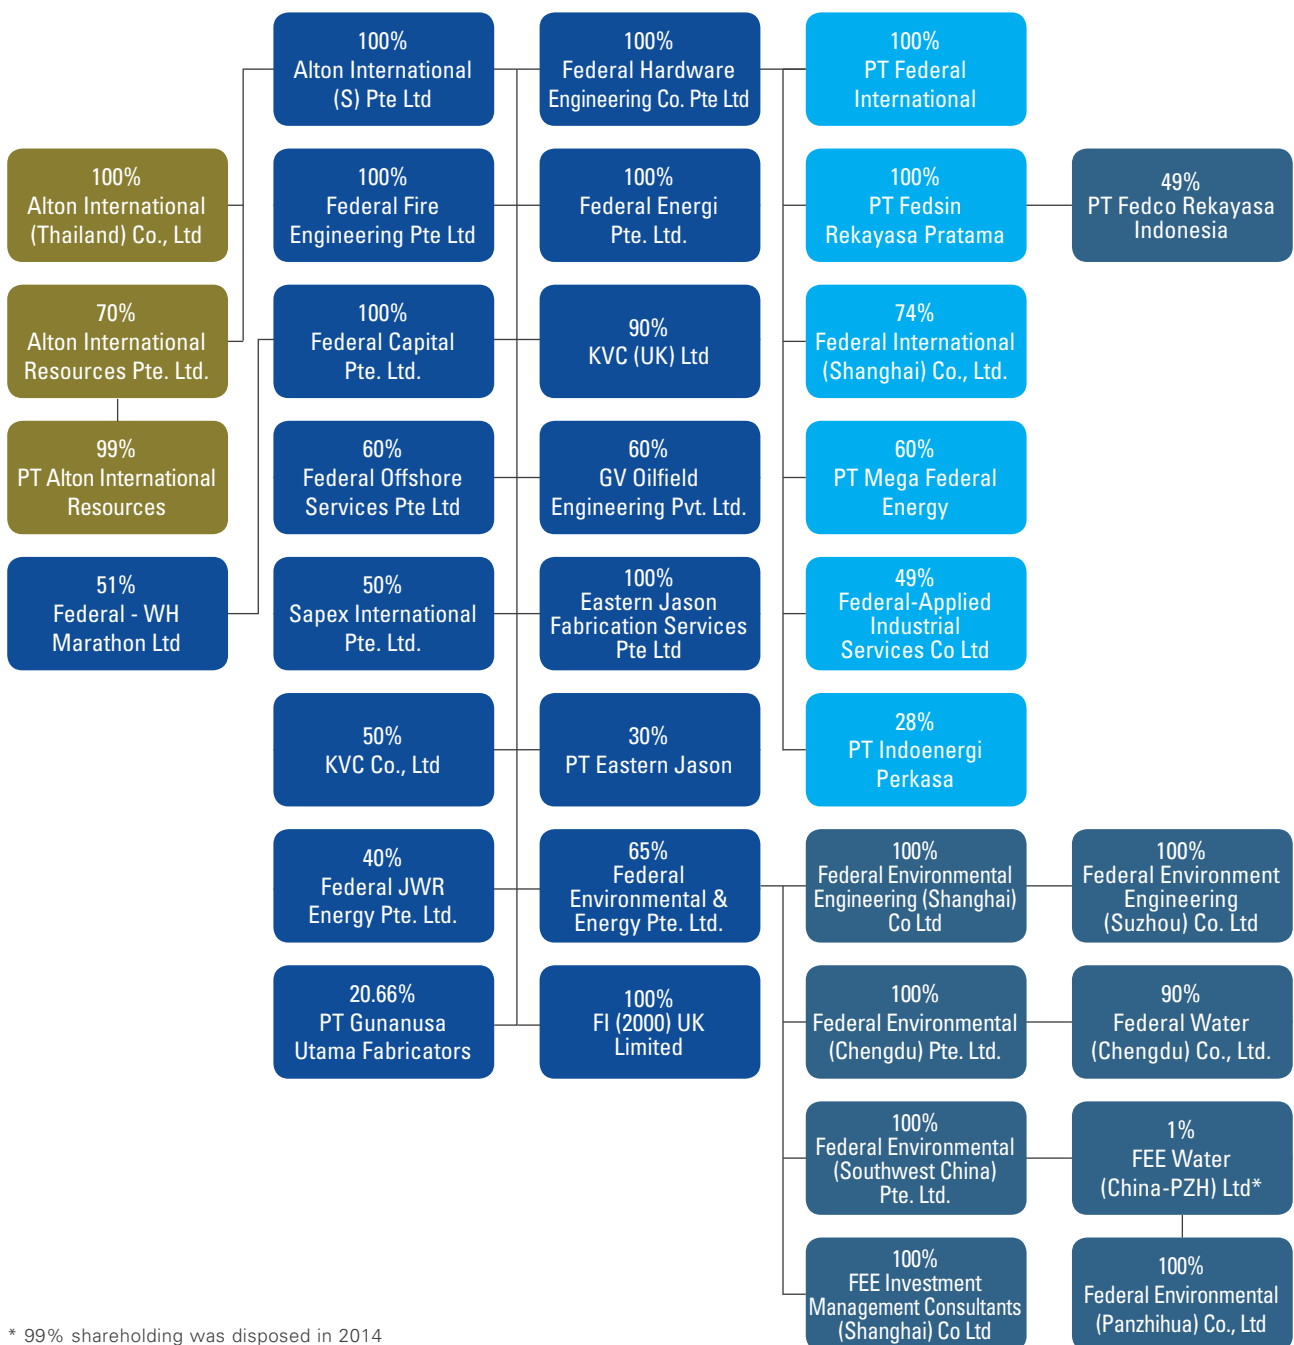 100%
Alton International
(S) Pte Ltd
100%
Federal Hardware
Engineering Co. Pte Ltd
100%
PT Federal
International
100%
Alton International
(Thailand) Co., Ltd
100%
Federal Fire
Engineering Pte Ltd
100%
Federal Energi
Pte. Ltd.
100%
PT Fedsin
Rekayasa Pratama
49%
PT Fedco Rekayasa
Indonesia
70%
Alton International
Resources Pte. Ltd.
100%
Federal Capital
Pte. Ltd.
90%
KVC (UK) Ltd
74%
Federal International
(Shanghai) Co., Ltd.
99%
PT Alton International
Resources
60%
Federal Offshore
Services Pte Ltd
60%
GV Oilfield
Engineering Pvt. Ltd.
60%
PT Mega Federal
Energy
51%
Federal - WH
Marathon Ltd
50%
Sapex International
Pte. Ltd.
100%
Eastern Jason
Fabrication Services
Pte Ltd
49%
Federal-Applied
Industrial
Services Co Ltd
50%
KVC Co., Ltd
30%
PT Eastern Jason
28%
PT Indoenergi
Perkasa
40%
Federal JWR
Energy Pte. Ltd.
65%
Federal
Environmental &
Energy Pte. Ltd.
100%
Federal Environmental
Engineering (Shanghai)
Co Ltd
100%
Federal Environment
Engineering
(Suzhou) Co. Ltd
20.66%
PT Gunanusa
Utama Fabricators
100%
FI (2000) UK
Limited
100%
Federal Environmental
(Chengdu) Pte. Ltd.
90%
Federal Water
(Chengdu) Co., Ltd.
100%
Federal Environmental
(Southwest China)
Pte. Ltd.
1%
FEE Water
(China-PZH) Ltd*
100%
FEE Investment
Management Consultants
(Shanghai) Co Ltd
100%
Federal Environmental
(Panzhihua) Co., Ltd
* 99% shareholding was disposed in 2014